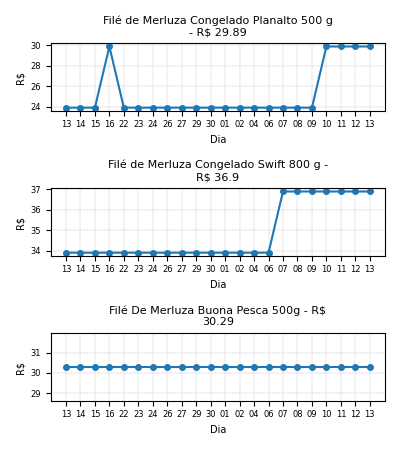 Filé de Merluza Congelado Planalto 500 g
- R$ 29.89
30
28
26
24
R$
13 14 15 16 22 23 24 26 27 29 30 01 02 04 06 07 08 09 10 11 12 13
Dia
Filé de Merluza Congelado Swift 800 g -
R$ 36.9
37
36
35
34
R$
13 14 15 16 22 23 24 26 27 29 30 01 02 04 06 07 08 09 10 11 12 13
Dia
Filé De Merluza Buona Pesca 500g - R$
30.29
31
30
29
R$
13 14 15 16 22 23 24 26 27 29 30 01 02 04 06 07 08 09 10 11 12 13
Dia